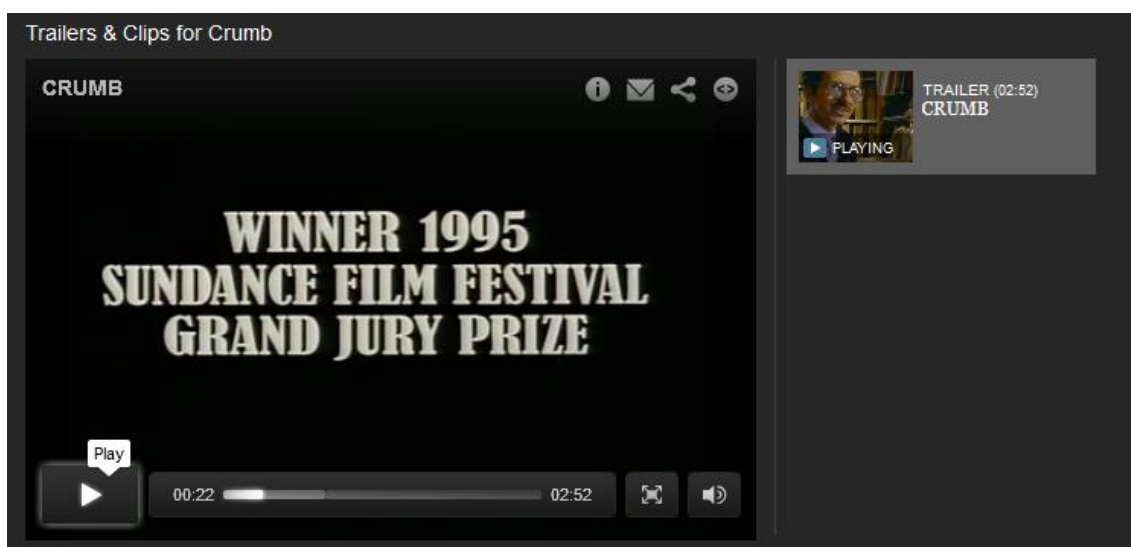 Trailers & Clips for Crumb
CRUMB
WINNER 1995
SUNDANCE FILM FESTIVAL
GRAND JURY PRIZE
Play
00:22
02:52
TRAILER (02:52)
CRUMB
PLAYING